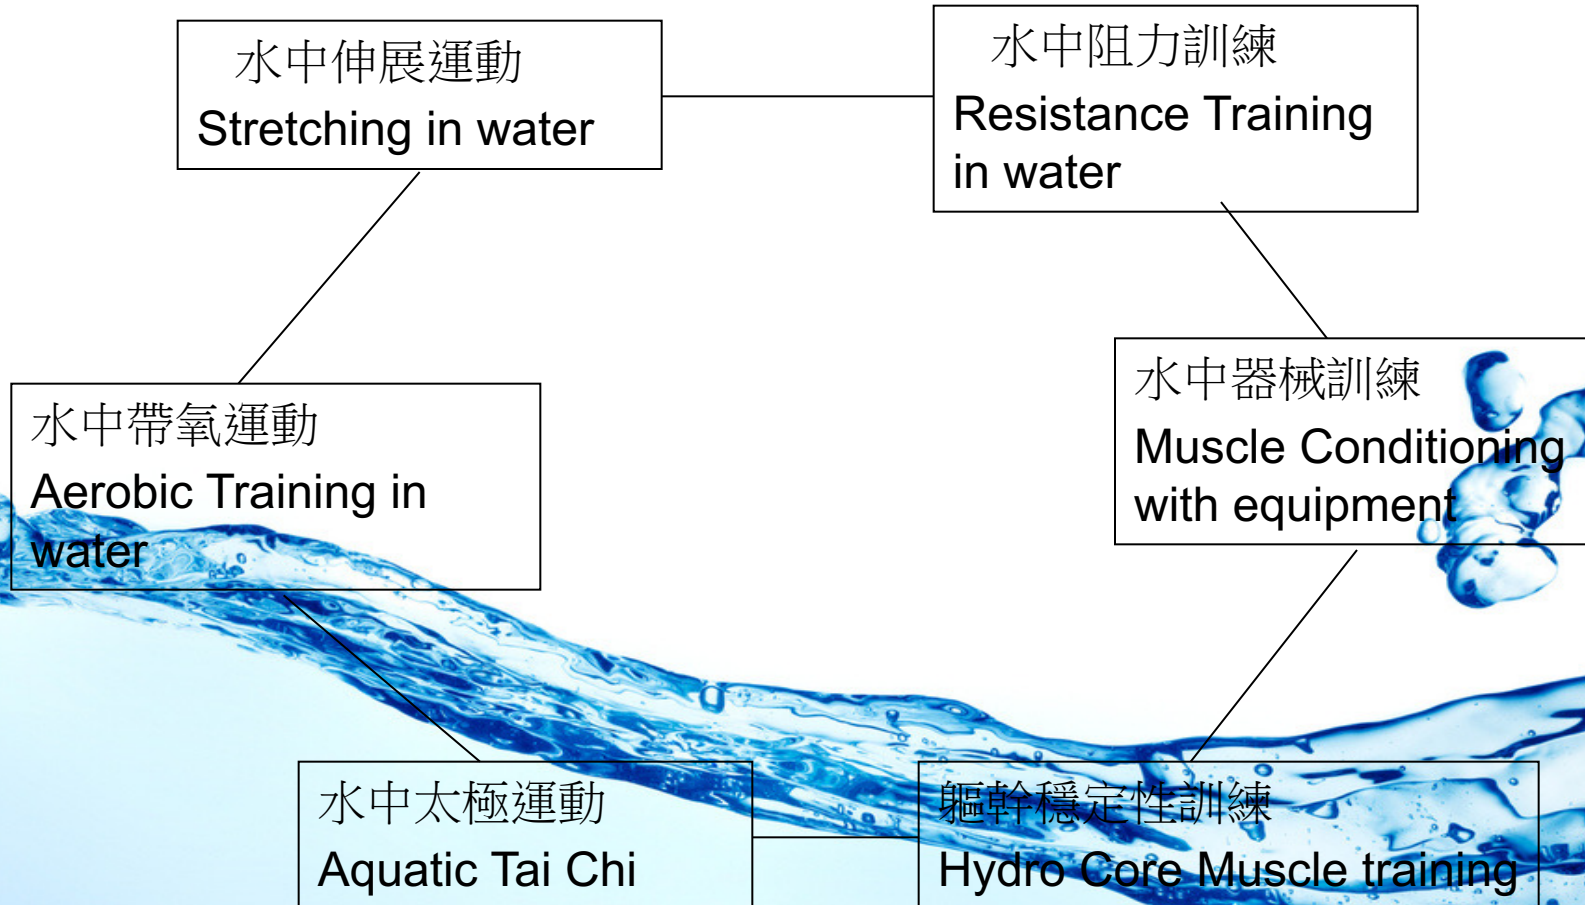 水中伸展運動
Stretching in water
水中阻力訓練
Resistance Training
in water
水中帶氧運動
Aerobic Training in
water
水中器械訓練
Muscle Conditioning
with equipment
水中太極運動
Aquatic Tai Chi
軀幹穩定性訓練
Hydro Core Muscle training